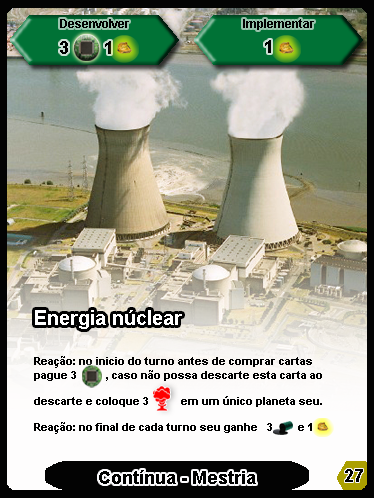 Desenvolver
3 1
Implementar
1
Energia núclear
Reação: no inicio do turno antes de comprar cartas
pague 3 , caso não possa descarte esta carta ao
descarte e coloque 3 em um único planeta seu.
Reação: no final de cada turno seu ganhe 3 e 1
Contínua - Mestria
27